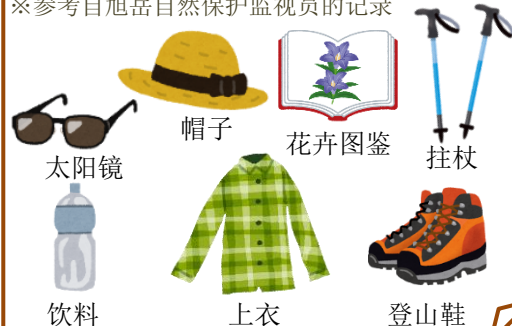 ※参考自旭岳自然保护监视员的记录
帽子
花卉图鉴
拄杖
太阳镜
饮料
上衣
登山鞋